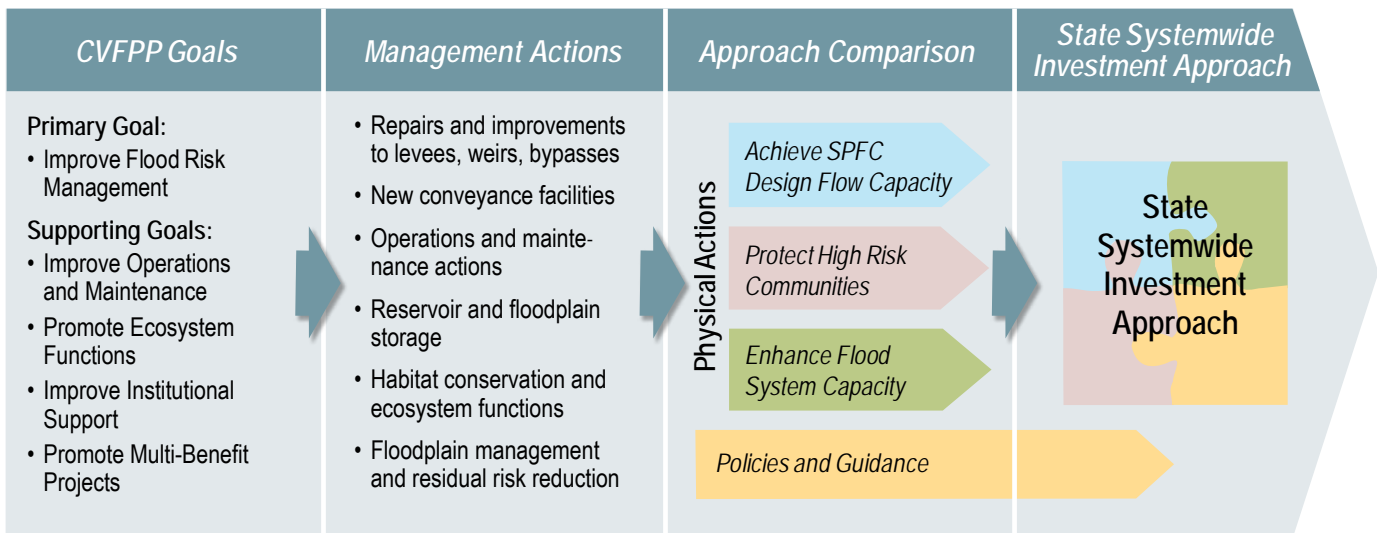 CVFPP Goals
Primary Goal:
• Improve Flood Risk
Management
Supporting Goals:
• Improve Operations
and Maintenance
• Promote Ecosystem
Functions
• Improve Institutional
Support
• Promote Multi-Benefit
Projects
Management Actions
• Repairs and improvements
to levees, weirs, bypasses
• New conveyance facilities
• Operations and mainte-
nance actions
• Reservoir and floodplain
storage
• Habitat conservation and
ecosystem functions
• Floodplain management
and residual risk reduction
Approach Comparison
Physical Actions
Achieve SPFC
Design Flow Capacity
Protect High Risk
Communities
Enhance Flood
System Capacity
Policies and Guidance
State Systemwide
Investment Approach
State
Systemwide
Investment
Approach